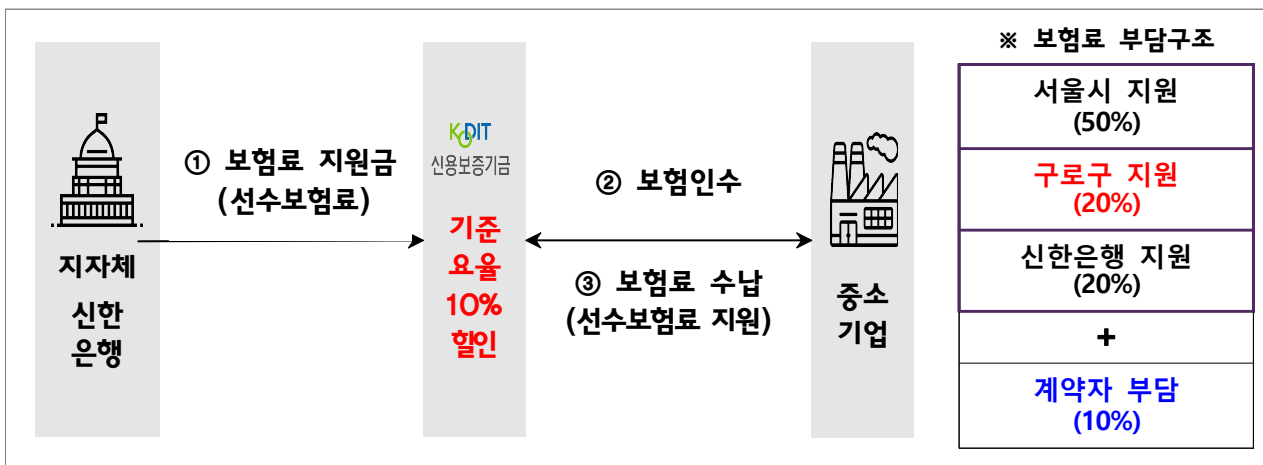 ※ 보험료 부담구조
지자체
신한
은행
① 보험료 지원금
(선수보험료)
KODIT
신용보증기금
기준
요율
10%
할인
② 보험인수
③ 보험료 수납
(선수보험료 지원)
중소
기업
서울시 지원
(50%)
구로구 지원
(20%)
신한은행 지원
(20%)
+
계약자 부담
(10%)